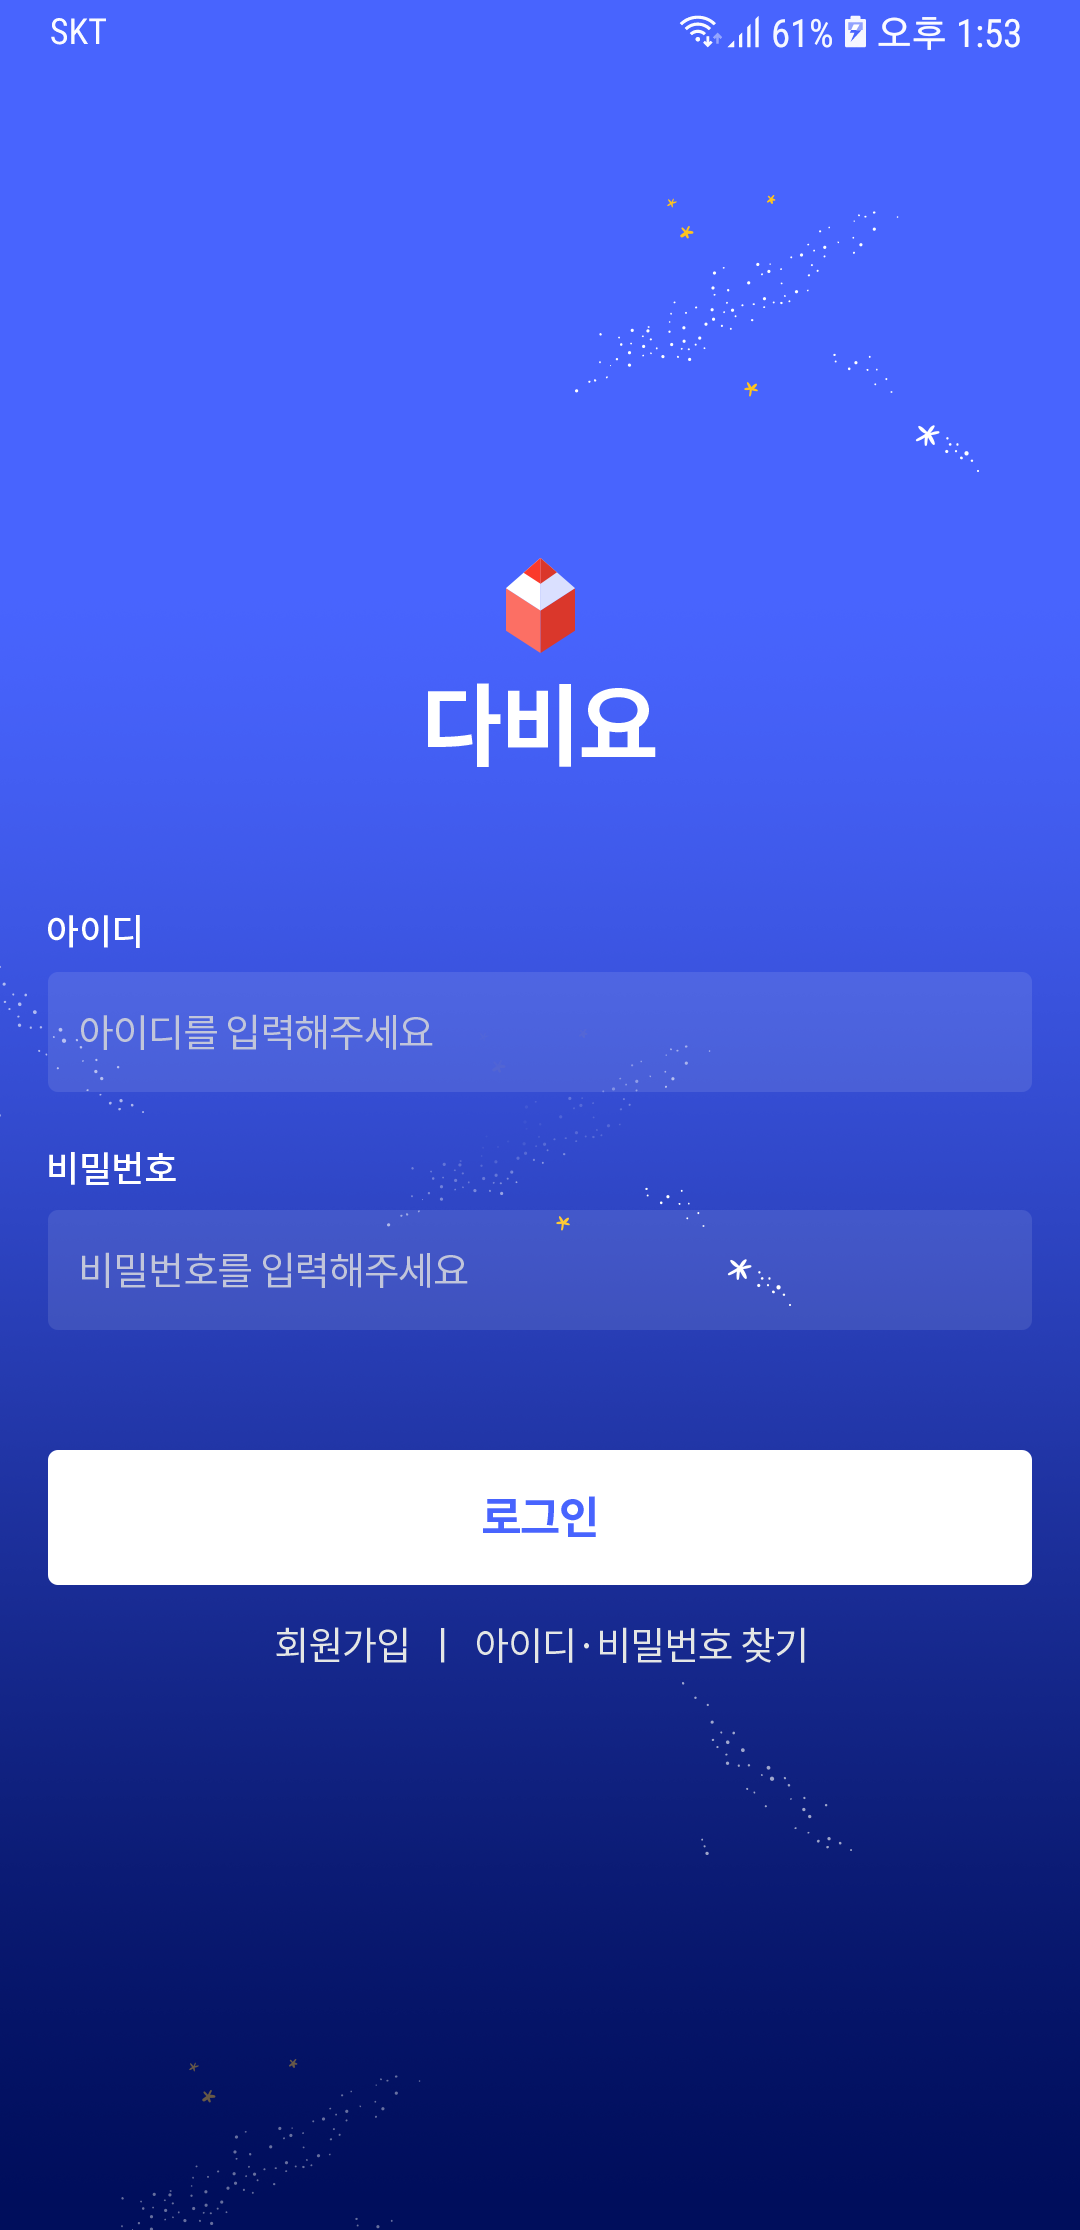 SKT 61% 오후 1:53
다비요
아이디
아이디를 입력해주세요
비밀번호
비밀번호를 입력해주세요
로그인
회원가입 | 아이디·비밀번호 찾기